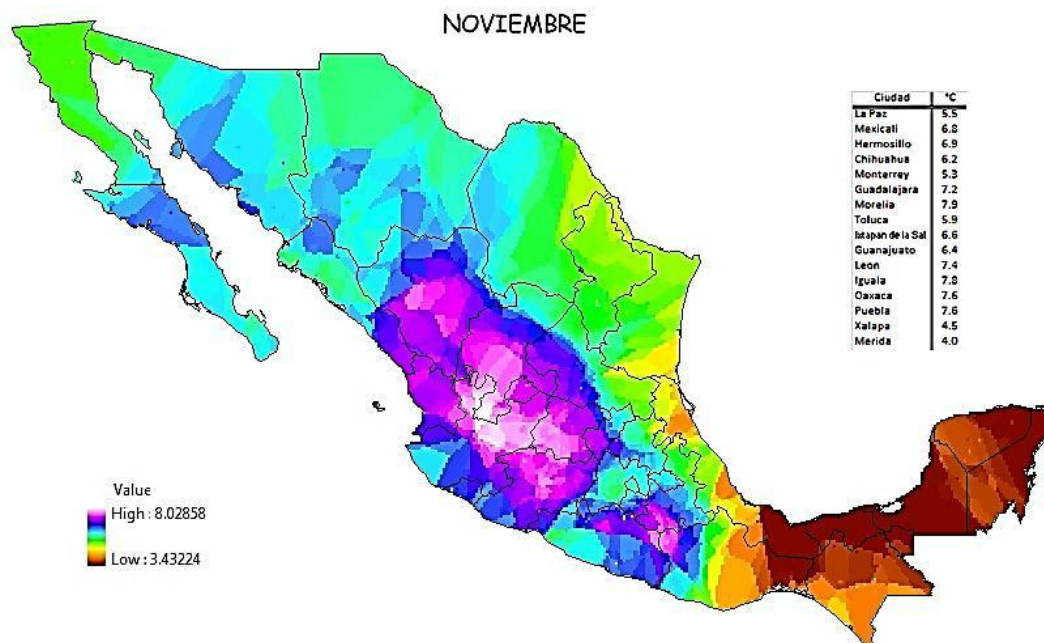 NOVIEMBRE
Ciudad °C
La Paz 5.5
Mexicali 6.8
Hermosillo 6.9
Chihuahua 6.2
Monterrey 5.3
Guadalajara 7.2
Morelia 7.9
Toluca 5.9
Ixtapan de la Sal 6.6
Guanajuato 6.4
Leon 7.4
Iguala 7.8
Oaxaca 7.6
Puebla 7.6
Xalapa 4.5
Merida 4.0
Value
High : 8.02858
Low : 3.43224